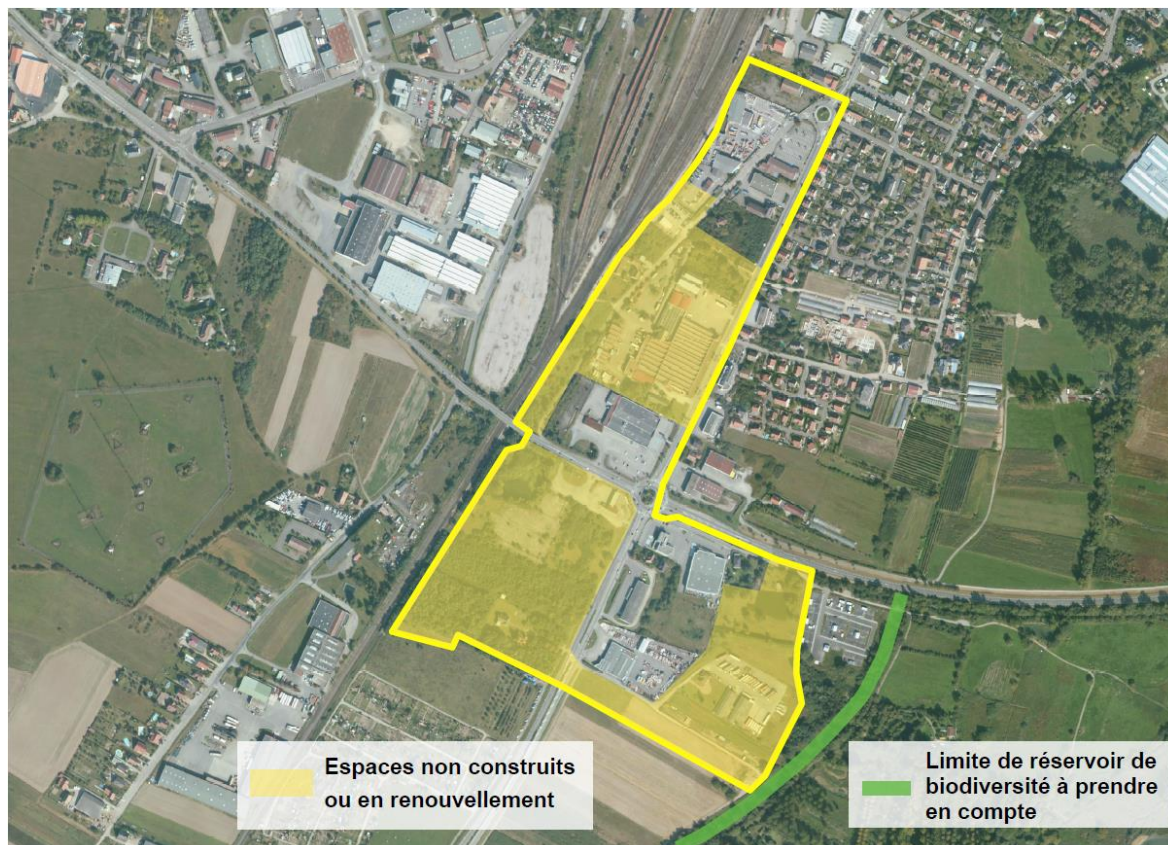 Espaces non construits
ou en renouvellement
Limite de réservoir de
biodiversité à prendre
en compte